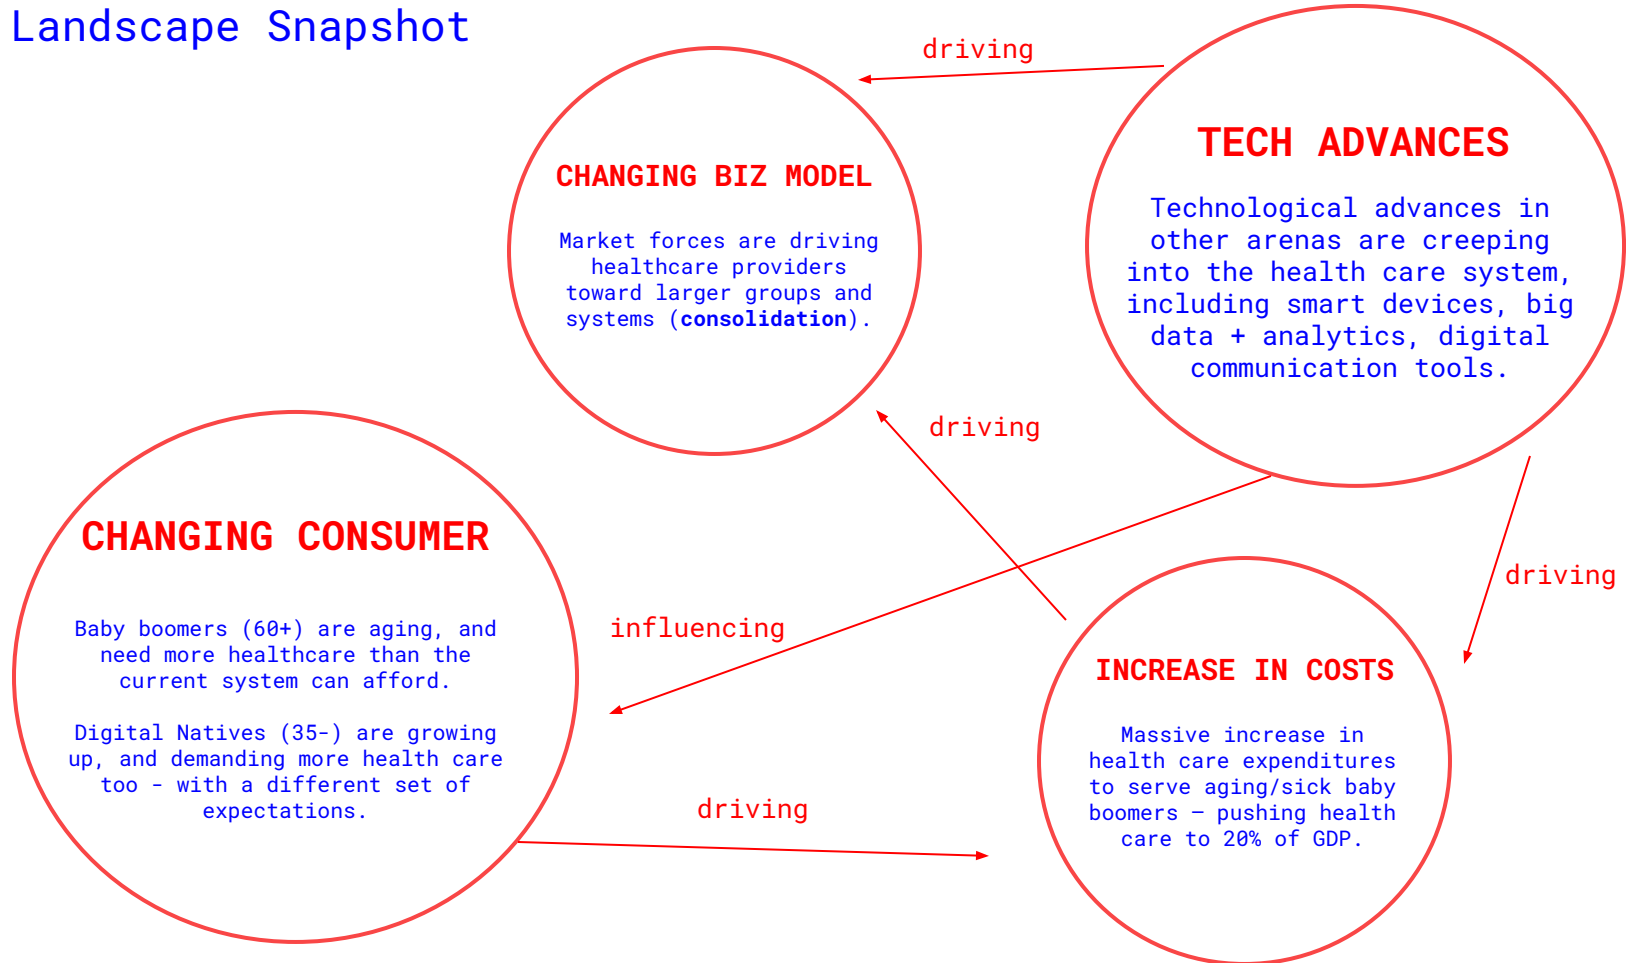 Landscape Snapshot
driving
TECH ADVANCES
Technological advances in
other arenas are creeping
into the health care system,
including smart devices, big
data + analytics, digital
communication tools.
CHANGING BIZ MODEL
Market forces are driving
healthcare providers
toward larger groups and
systems (consolidation).
driving
CHANGING CONSUMER
Baby boomers (60+) are aging, and
need more healthcare than the
current system can afford.
Digital Natives (35-) are growing
up, and demanding more health care
too - with a different set of
expectations.
influencing
driving
driving
INCREASE IN COSTS
Massive increase in
health care expenditures
to serve aging/sick baby
boomers – pushing health
care to 20% of GDP.